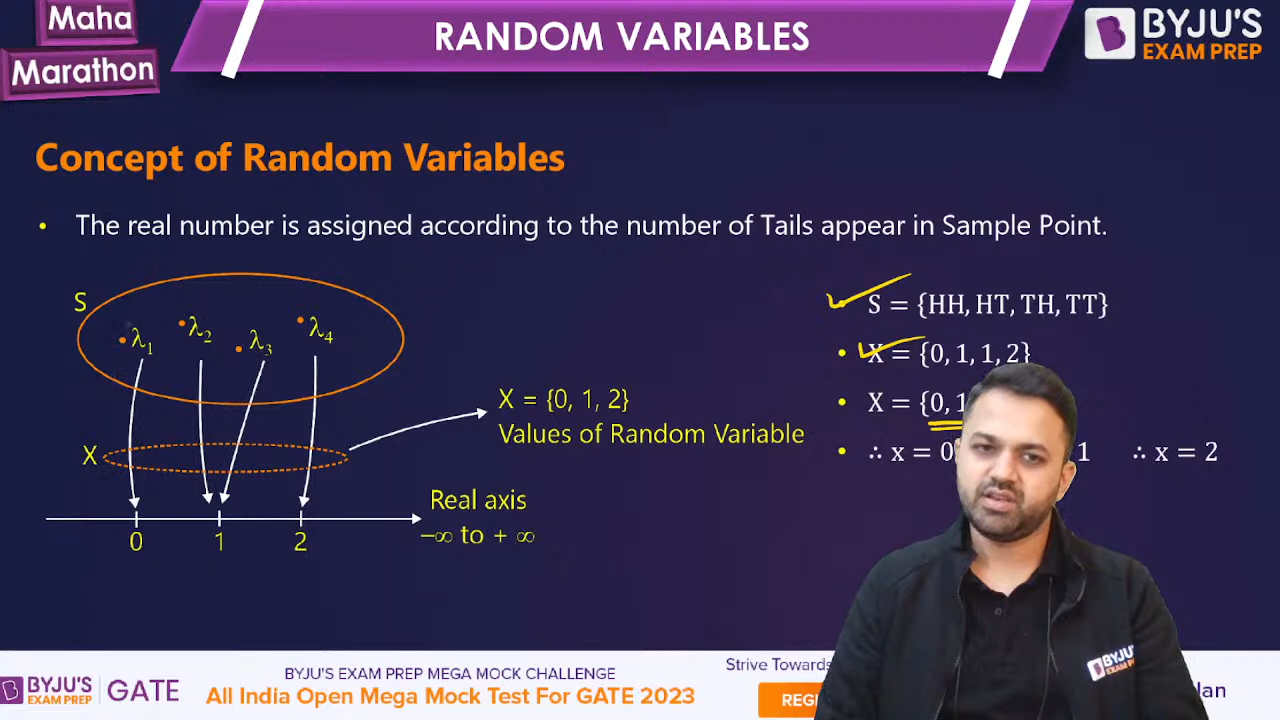 Maha
Marathon
RANDOM VARIABLES
BYJU'S
EXAM PREP
Concept of Random Variables
• The real number is assigned according to the number of Tails appear in Sample Point.
S
λ₁ λ₂ λ₃ λ₄
X
0 1 2
X = {0, 1, 2}
Values of Random Variable
Real axis
−∞ to + ∞
S = {HH, HT, TH, TT}
• X = {0, 1, 1, 2}
• X = {0, 1
• ∴ x = 0 1 ∴ x = 2
BYJU'S
EXAM PREP
BYJU'S
EXAM PREP
GATE
BYJU'S EXAM PREP MEGA MOCK CHALLENGE
All India Open Mega Mock Test For GATE 2023
Strive Towards